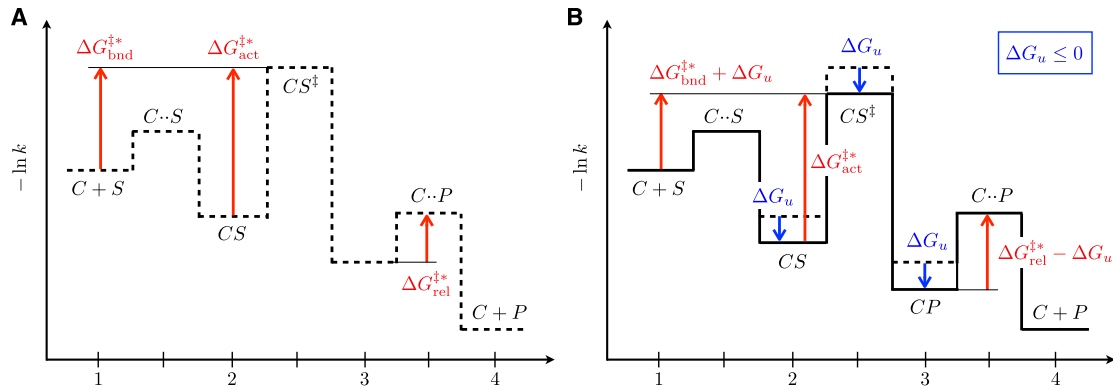 A
ΔG‡*bnd
ΔG‡*act
CS‡
C··S
C + S
CS
C··P
ΔG‡*rel
C + P
− ln k
1
2
3
4
B
ΔGu
ΔGu ≤ 0
ΔG‡*bnd + ΔGu
C··S
CS‡
C + S
ΔG‡*act
ΔGu
CS
C··P
ΔGu
ΔG‡*rel − ΔGu
CP
C + P
− ln k
1
2
3
4